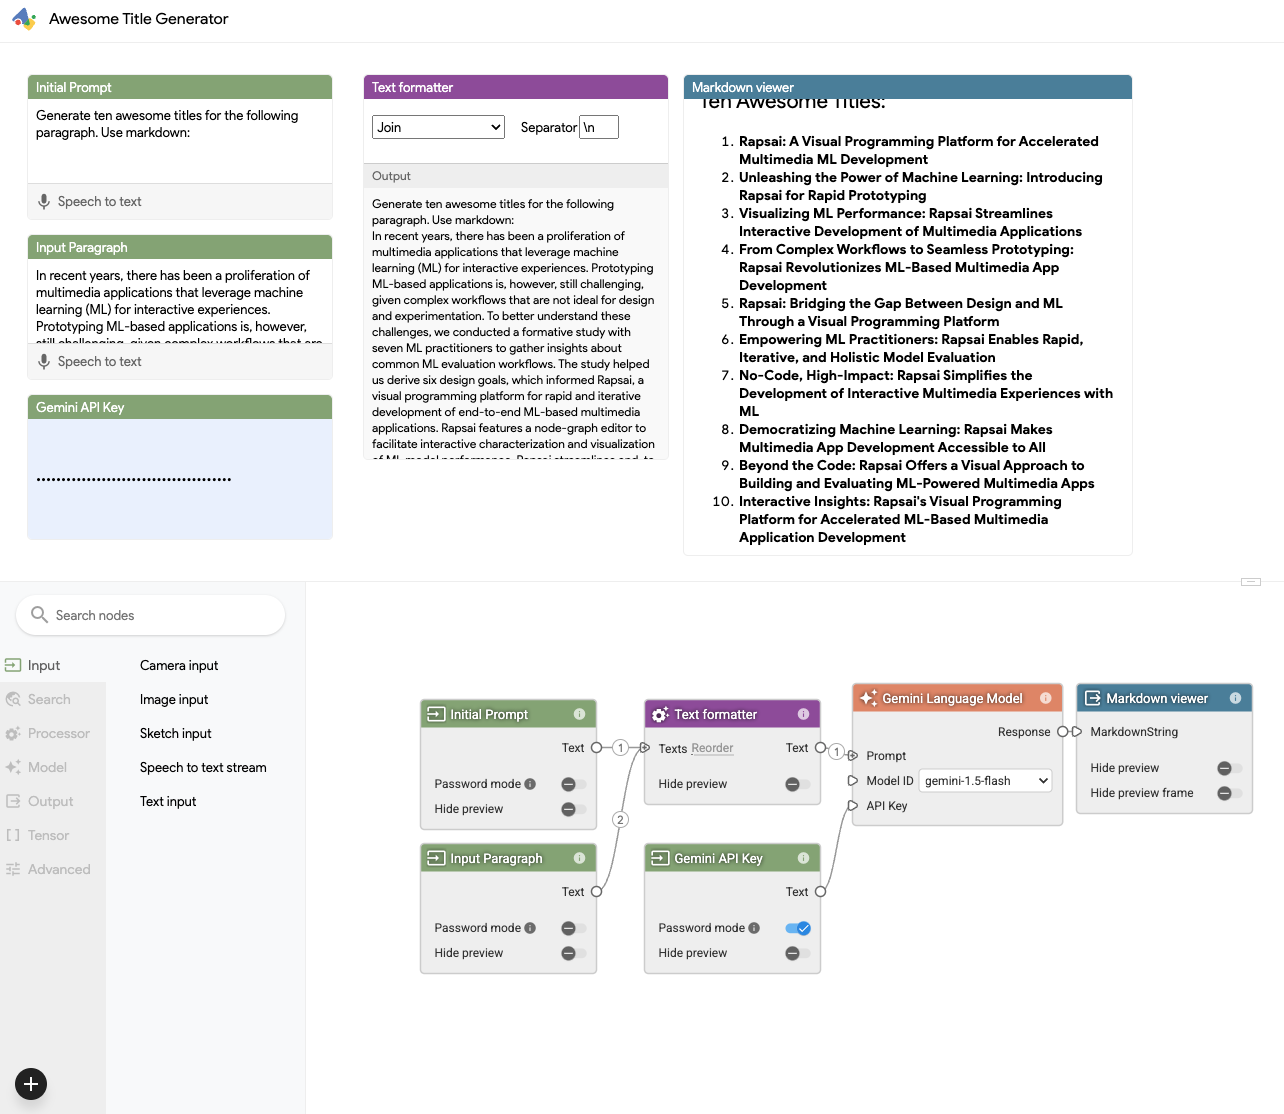 Awesome Title Generator
Initial Prompt
Generate ten awesome titles for the following
paragraph. Use markdown:
Speech to text
Input Paragraph
In recent years, there has been a proliferation of
multimedia applications that leverage machine
learning (ML) for interactive experiences.
Prototyping ML-based applications is, however,
still challenging, given complex workflows that are
Speech to text
Gemini API Key
Text formatter
Join
Separator \n
Output
Generate ten awesome titles for the following
paragraph. Use markdown:
In recent years, there has been a proliferation of
multimedia applications that leverage machine
learning (ML) for interactive experiences. Prototyping
ML-based applications is, however, still challenging,
given complex workflows that are not ideal for design
and experimentation. To better understand these
challenges, we conducted a formative study with
seven ML practitioners to gather insights about
common ML evaluation workflows. The study helped
us derive six design goals, which informed Rapsai, a
visual programming platform for rapid and iterative
development of end-to-end ML-based multimedia
applications. Rapsai features a node-graph editor to
facilitate interactive characterization and visualization
of ML model performance. Rapsai streamlines end-to-
Markdown viewer
Ten Awesome Titles:
1. Rapsai: A Visual Programming Platform for Accelerated
Multimedia ML Development
2. Unleashing the Power of Machine Learning: Introducing
Rapsai for Rapid Prototyping
3. Visualizing ML Performance: Rapsai Streamlines
Interactive Development of Multimedia Applications
4. From Complex Workflows to Seamless Prototyping:
Rapsai Revolutionizes ML-Based Multimedia App
Development
5. Rapsai: Bridging the Gap Between Design and ML
Through a Visual Programming Platform
6. Empowering ML Practitioners: Rapsai Enables Rapid,
Iterative, and Holistic Model Evaluation
7. No-Code, High-Impact: Rapsai Simplifies the
Development of Interactive Multimedia Experiences with
ML
8. Democratizing Machine Learning: Rapsai Makes
Multimedia App Development Accessible to All
9. Beyond the Code: Rapsai Offers a Visual Approach to
Building and Evaluating ML-Powered Multimedia Apps
10. Interactive Insights: Rapsai's Visual Programming
Platform for Accelerated ML-Based Multimedia
Application Development
Search nodes
Input
Search
Processor
Model
Output
Tensor
Advanced
Camera input
Image input
Sketch input
Speech to text stream
Text input
Initial Prompt
Text
Password mode
Hide preview
1
2
Input Paragraph
Text
Password mode
Hide preview
Text formatter
Texts Reorder
Text
Hide preview
1
Gemini API Key
Text
Password mode
Hide preview
Gemini Language Model
Response
Prompt
Model ID gemini-1.5-flash
API Key
Markdown viewer
MarkdownString
Hide preview
Hide preview frame